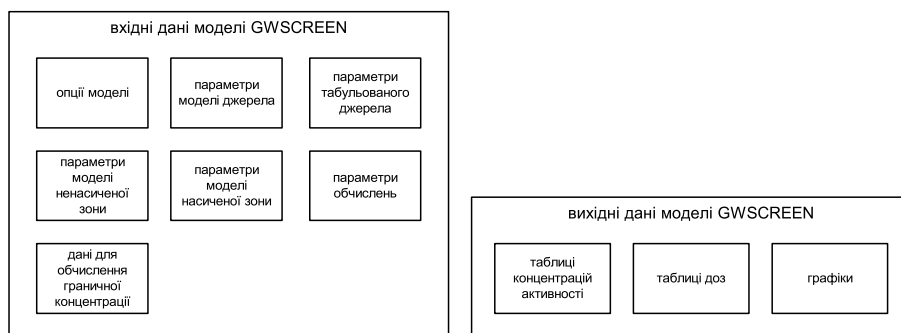 вхідні дані моделі GWSCREEN
опції моделі
параметри
моделі джерела
параметри
табульованого
джерела
параметри
моделі
ненасиченої
зони
параметри
моделі
насиченої зони
параметри
обчислень
дані для
обчислення
граничної
концентрації
вихідні дані моделі GWSCREEN
таблиці
концентрацій
активності
таблиці доз
графіки